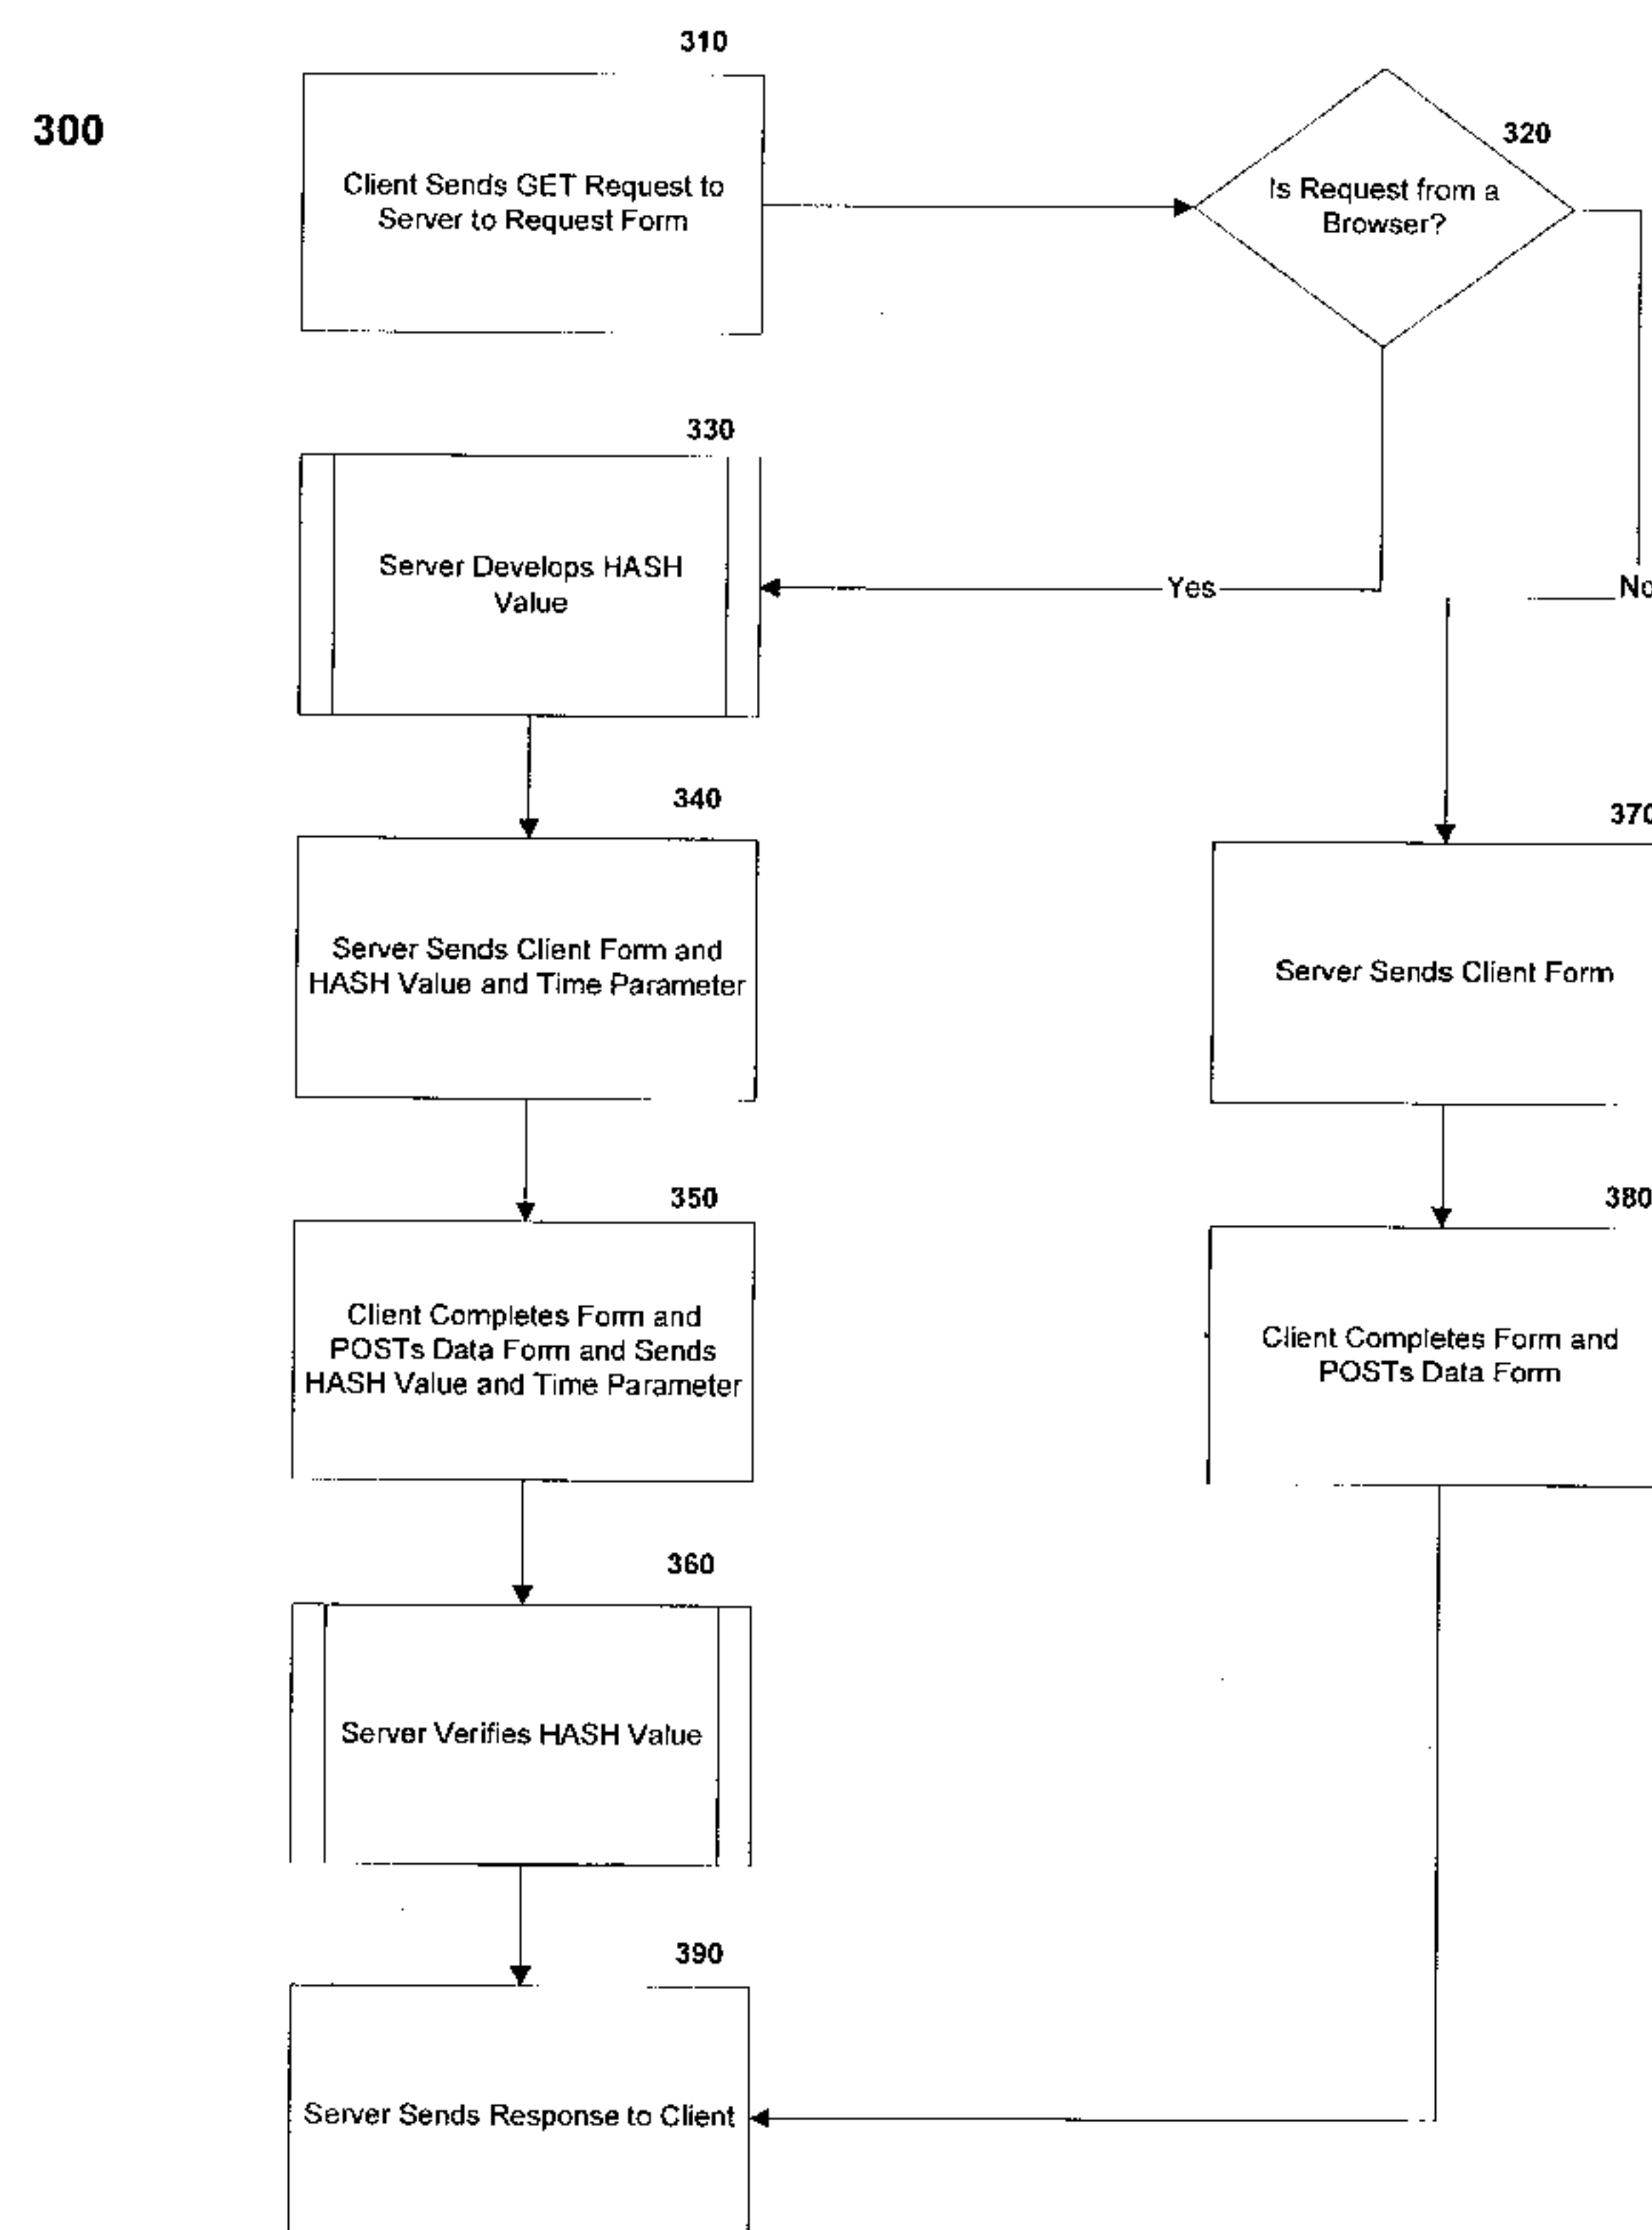 310
300
Client Sends GET Request to
Server to Request Form
320
Is Request from a
Browser?
330
Server Develops HASH
Value
Yes
No
340
Server Sends Client Form and
HASH Value and Time Parameter
370
Server Sends Client Form
350
Client Completes Form and
POSTs Data Form and Sends
HASH Value and Time Parameter
380
Client Completes Form and
POSTs Data Form
360
Server Verifies HASH Value
390
Server Sends Response to Client